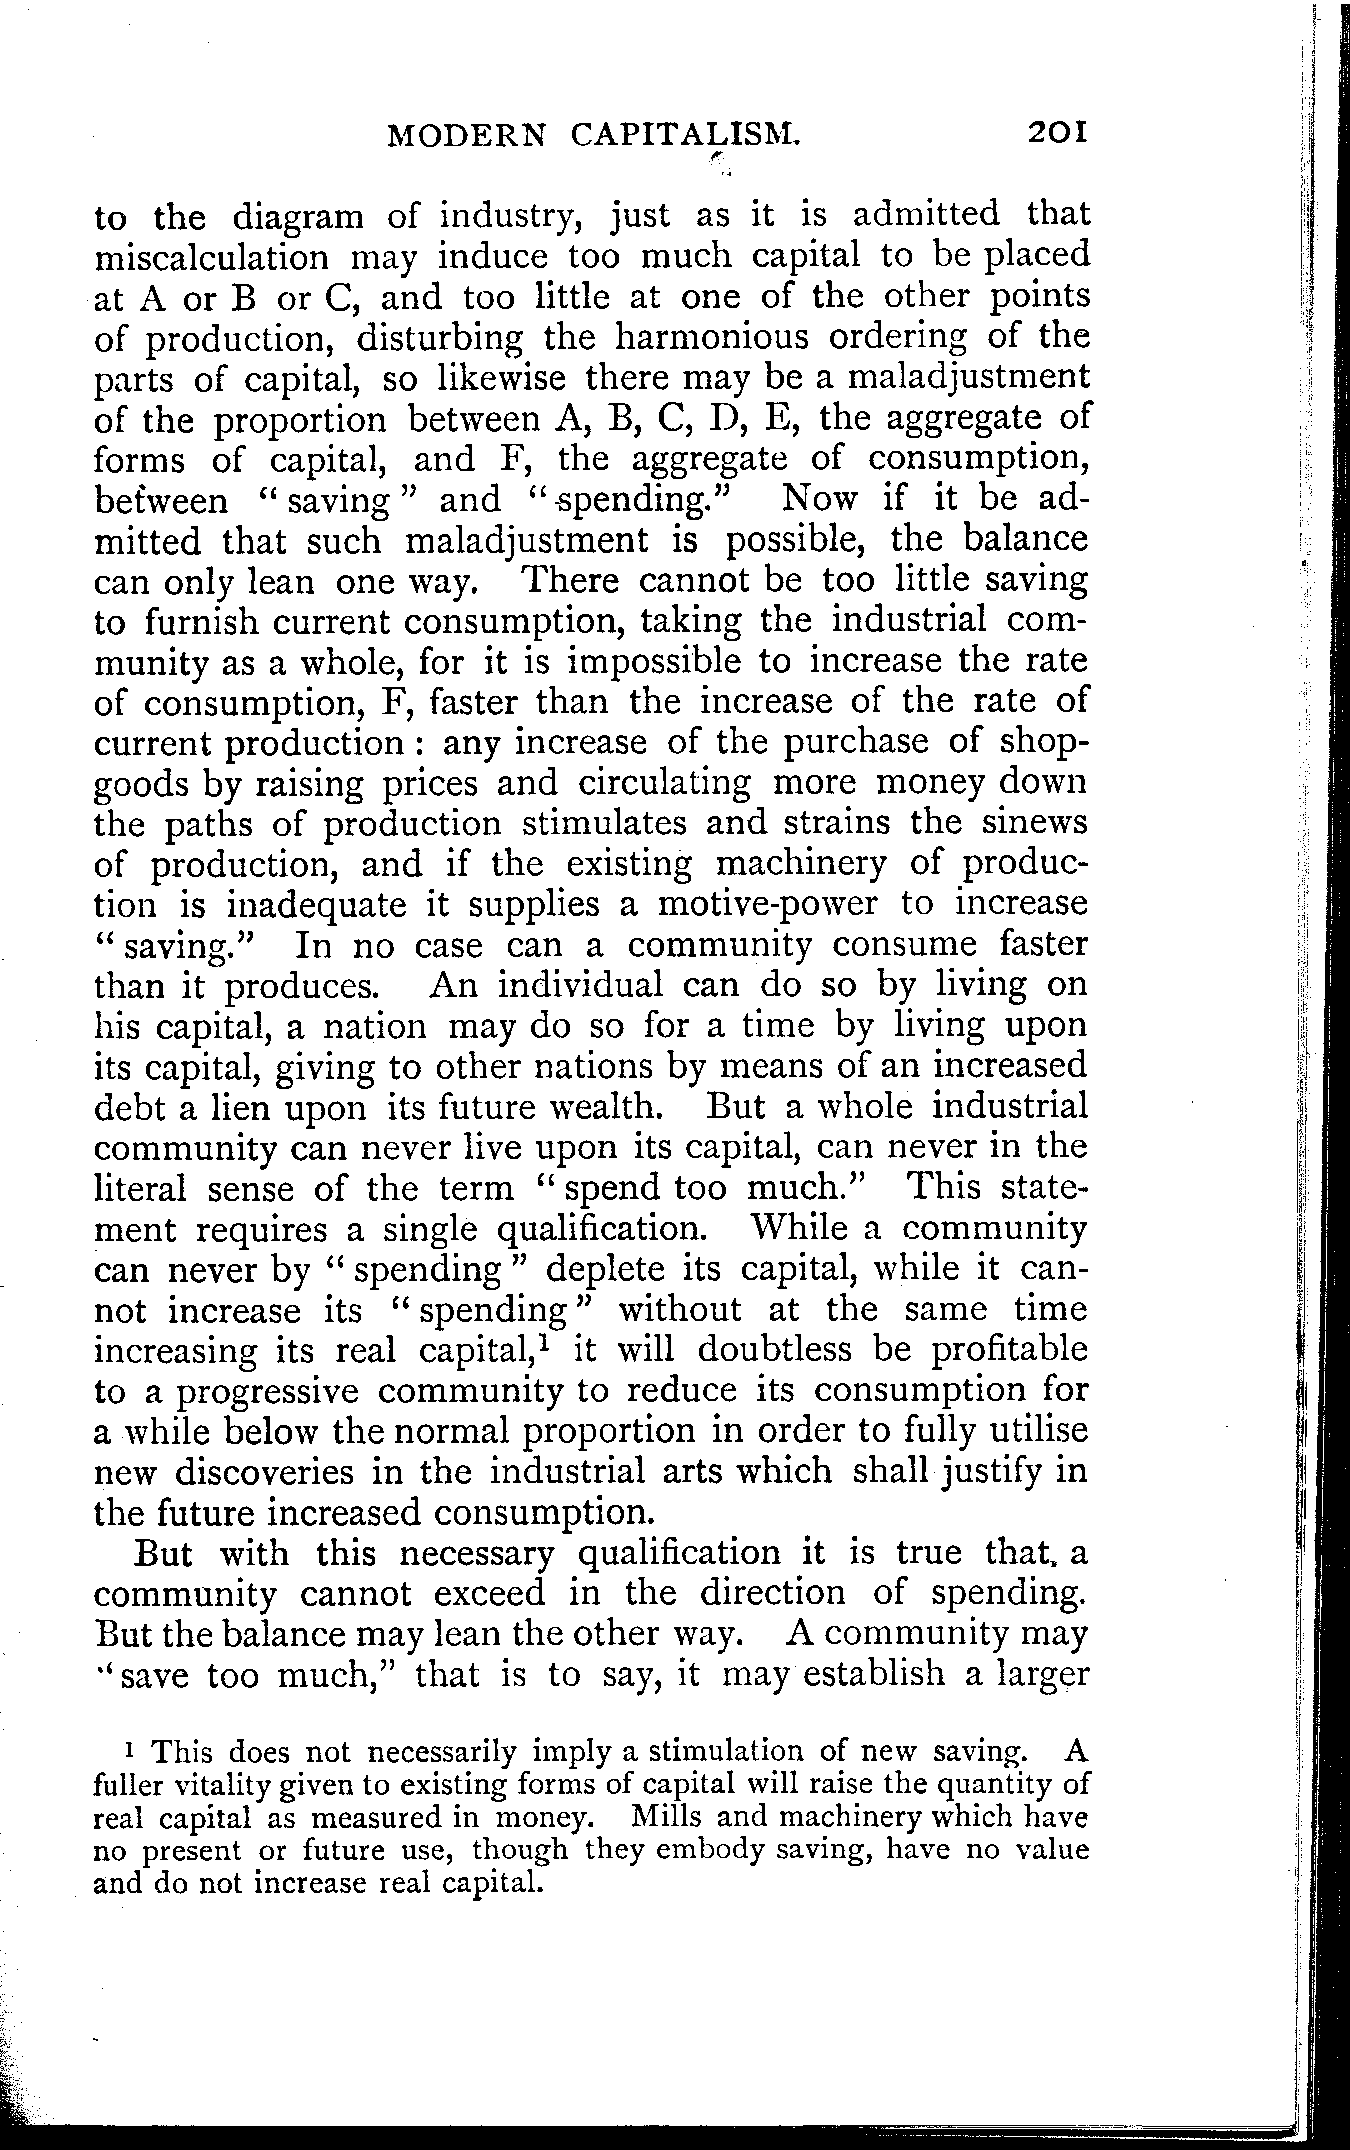 MODERN CAPITALISM. 201
to the diagram of industry, just as it is admitted that
miscalculation may induce too much capital to be placed
at A or B or C, and too little at one of the other points
of production, disturbing the harmonious ordering of the
parts of capital, so likewise there may be a maladjustment
of the proportion between A, B, C, D, E, the aggregate of
forms of capital, and F, the aggregate of consumption,
between “ saving ” and “ spending.” Now if it be ad-
mitted that such maladjustment is possible, the balance
can only lean one way. There cannot be too little saving
to furnish current consumption, taking the industrial com-
munity as a whole, for it is impossible to increase the rate
of consumption, F, faster than the increase of the rate of
current production : any increase of the purchase of shop-
goods by raising prices and circulating more money down
the paths of production stimulates and strains the sinews
of production, and if the existing machinery of produc-
tion is inadequate it supplies a motive-power to increase
“ saving.” In no case can a community consume faster
than it produces. An individual can do so by living on
his capital, a nation may do so for a time by living upon
its capital, giving to other nations by means of an increased
debt a lien upon its future wealth. But a whole industrial
community can never live upon its capital, can never in the
literal sense of the term “ spend too much.” This state-
ment requires a single qualification. While a community
can never by “ spending ” deplete its capital, while it can-
not increase its “ spending ” without at the same time
increasing its real capital,¹ it will doubtless be profitable
to a progressive community to reduce its consumption for
a while below the normal proportion in order to fully utilise
new discoveries in the industrial arts which shall justify in
the future increased consumption.
But with this necessary qualification it is true that a
community cannot exceed in the direction of spending.
But the balance may lean the other way. A community may
“ save too much,” that is to say, it may establish a larger
¹ This does not necessarily imply a stimulation of new saving. A
fuller vitality given to existing forms of capital will raise the quantity of
real capital as measured in money. Mills and machinery which have
no present or future use, though they embody saving, have no value
and do not increase real capital.